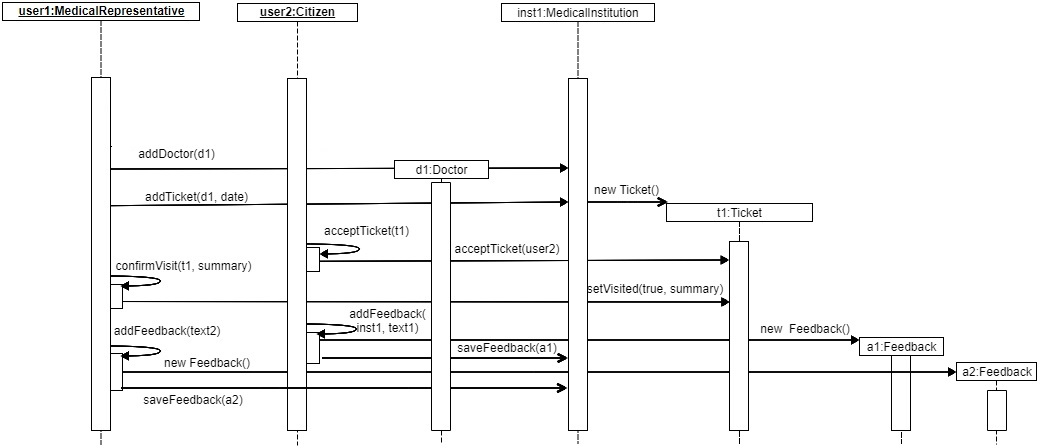 user1:MedicalRepresentative
user2:Citizen
inst1:MedicalInstitution
addDoctor(d1)
d1:Doctor
addTicket(d1, date)
new Ticket()
t1:Ticket
acceptTicket(t1)
acceptTicket(user2)
confirmVisit(t1, summary)
setVisited(true, summary)
addFeedback(
inst1, text1)
addFeedback(text2)
new  Feedback()
a1:Feedback
saveFeedback(a1)
new Feedback()
a2:Feedback
saveFeedback(a2)